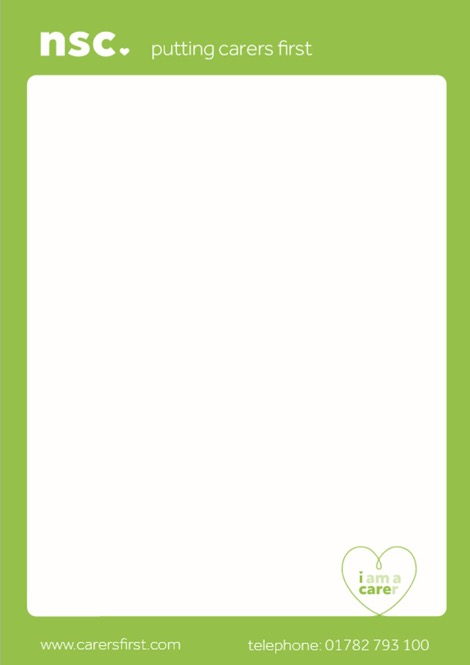 nsc. putting carers first
i am a
carer
www.carersfirst.com telephone: 01782 793 100